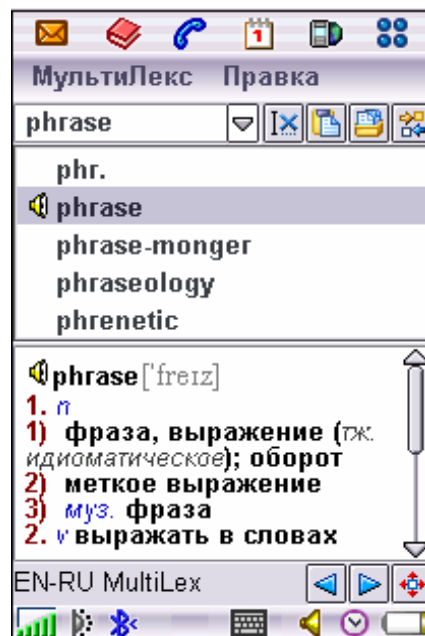 1
МультиЛекс Правка
phrase
phr.
phrase
phrase-monger
phraseology
phrenetic
phrase ['freɪz]
1. n
1) фраза, выражение (тж.
идиоматическое); оборот
2) меткое выражение
3) муз. фраза
2. v выражать в словах
EN-RU MultiLex